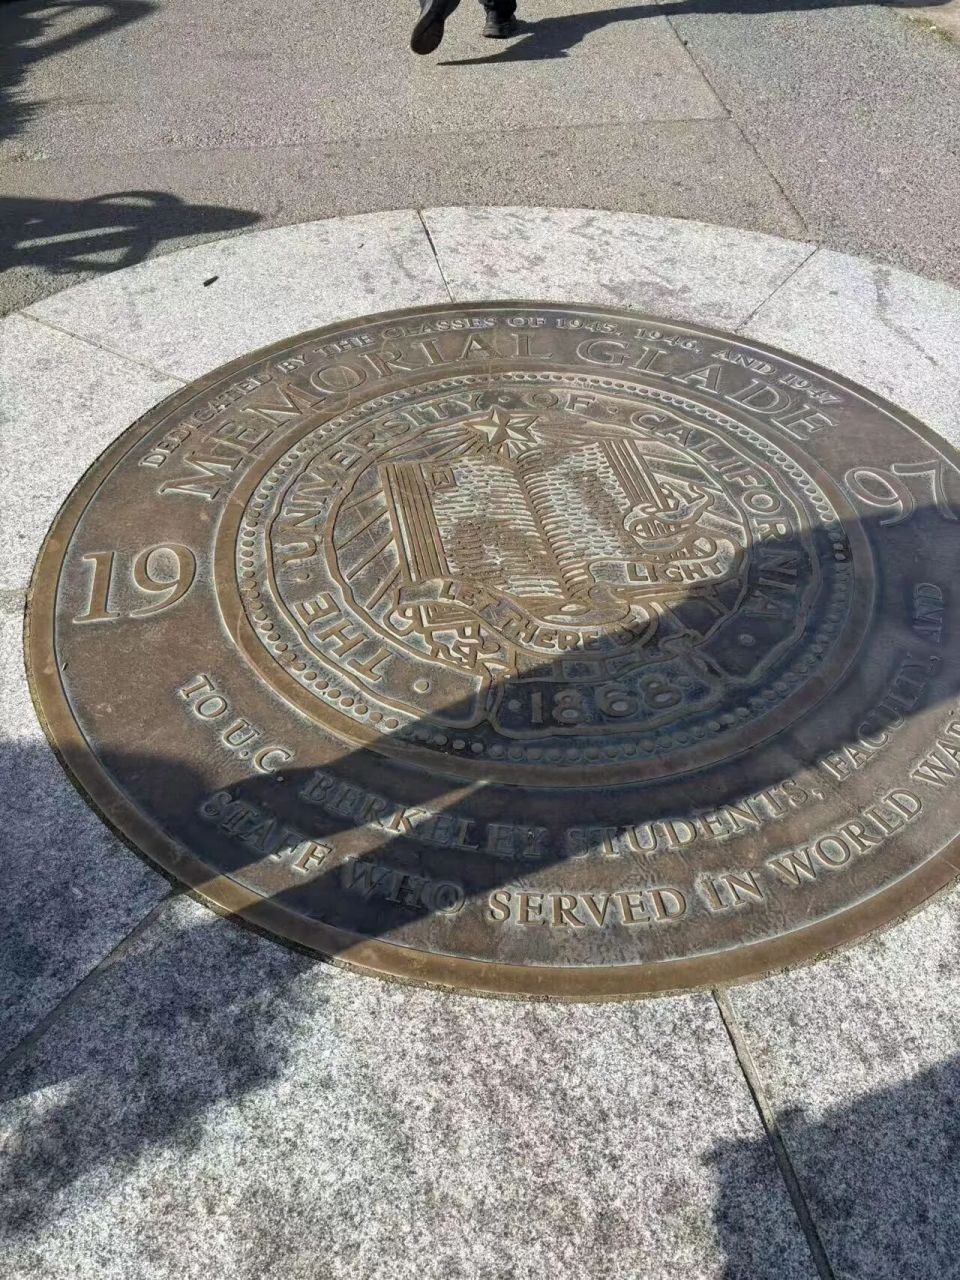 DEDICATED BY THE CLASSES OF 1945, 1946, AND 1947
MEMORIAL GLADE
19 97
THE · UNIVERSITY · OF · CALIFORNIA ·
LET THERE BE LIGHT
· 1868 ·
TO U.C. BERKELEY STUDENTS, FACULTY, AND
STAFF WHO SERVED IN WORLD WAR